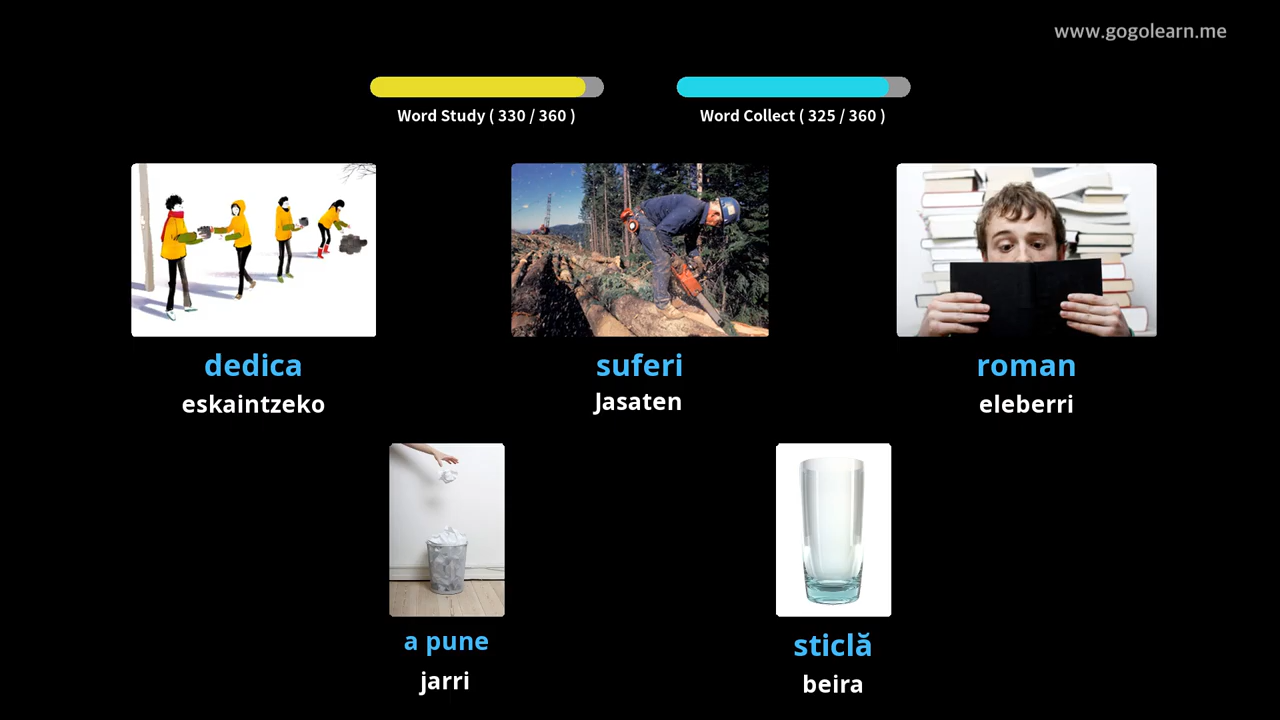 www.gogolearn.me
Word Study ( 330 / 360 )
Word Collect ( 325 / 360 )
dedica
eskaintzeko
suferi
Jasaten
roman
eleberri
a pune
jarri
sticlă
beira